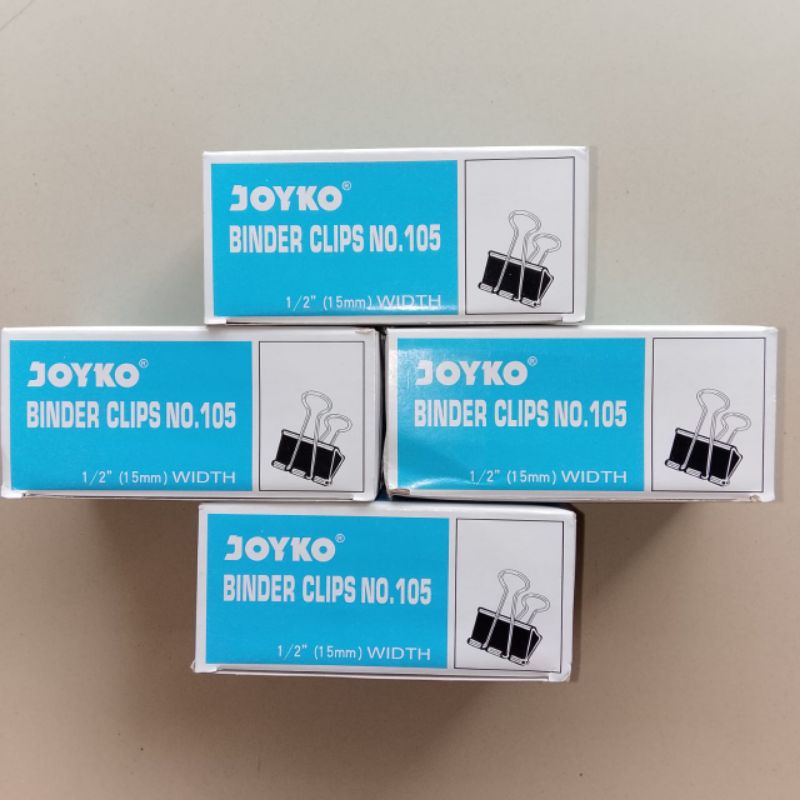 JOYKO®
BINDER CLIPS NO.105
1/2" (15mm) WIDTH
JOYKO®
BINDER CLIPS NO.105
1/2" (15mm) WIDTH
JOYKO®
BINDER CLIPS NO.105
1/2" (15mm) WIDTH
JOYKO®
BINDER CLIPS NO.105
1/2" (15mm) WIDTH